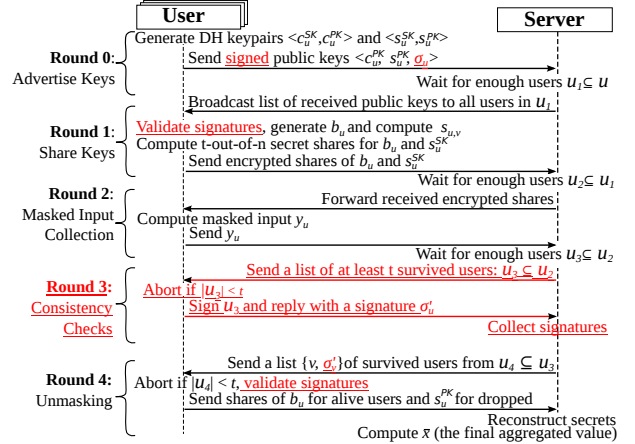 User
Server
Generate DH keypairs <c_u^SK, c_u^PK> and <s_u^SK, s_u^PK>
Round 0:
Advertise Keys
Send signed public keys <c_u^PK, s_u^PK, σ_u>
Wait for enough users u_1⊆ u
Broadcast list of received public keys to all users in u_1
Round 1:
Share Keys
Validate signatures, generate b_u and compute s_{u,v}
Compute t-out-of-n secret shares for b_u and s_u^SK
Send encrypted shares of b_u and s_u^SK
Wait for enough users u_2⊆ u_1
Round 2:
Masked Input
Collection
Forward received encrypted shares
Compute masked input y_u
Send y_u
Wait for enough users u_3⊆ u_2
Round 3:
Consistency
Checks
Send a list of at least t survived users: u_3 ⊆ u_2
Abort if |u_3| < t
Sign u_3 and reply with a signature σ'_u
Collect signatures
Round 4:
Unmasking
Send a list {v, σ'_v}of survived users from u_4 ⊆ u_3
Abort if |u_4| < t, validate signatures
Send shares of b_u for alive users and s_u^PK for dropped
Reconstruct secrets
Compute x̄ (the final aggregated value)